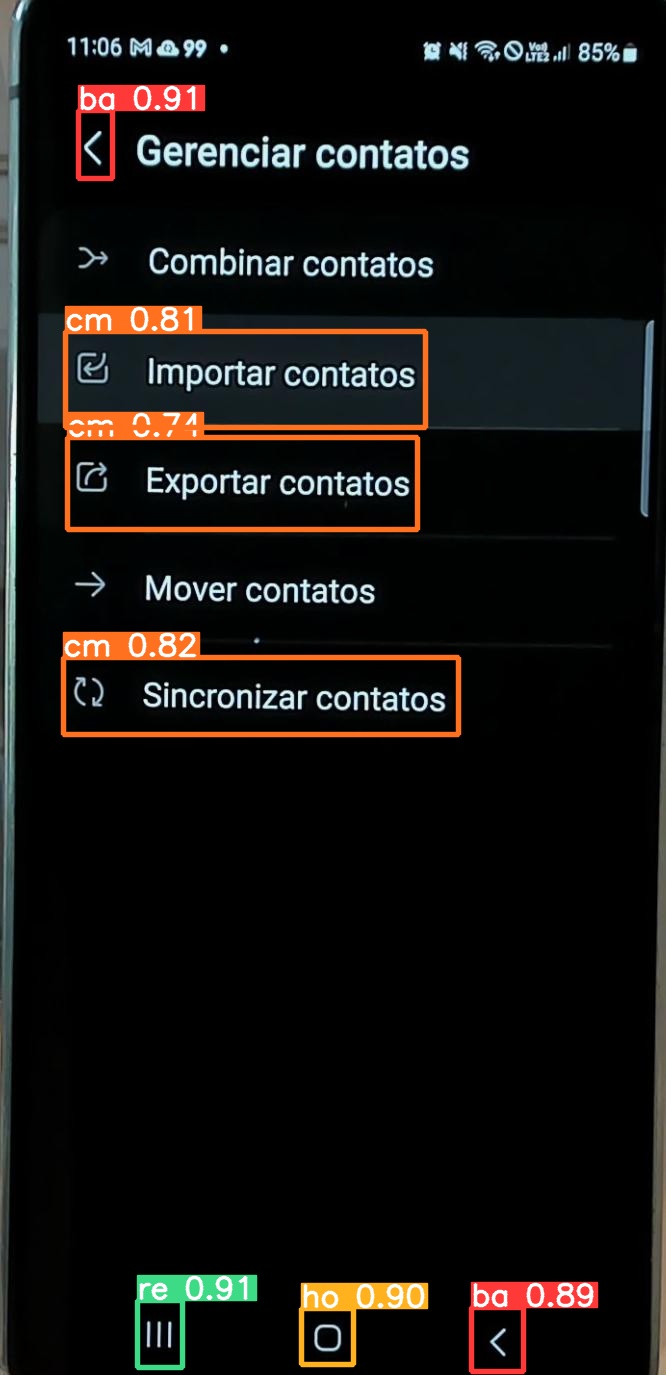 11:06 99
85%
ba 0.91
Gerenciar contatos
Combinar contatos
cm 0.81
Importar contatos
cm 0.74
Exportar contatos
Mover contatos
cm 0.82
Sincronizar contatos
re 0.91
ho 0.90
ba 0.89